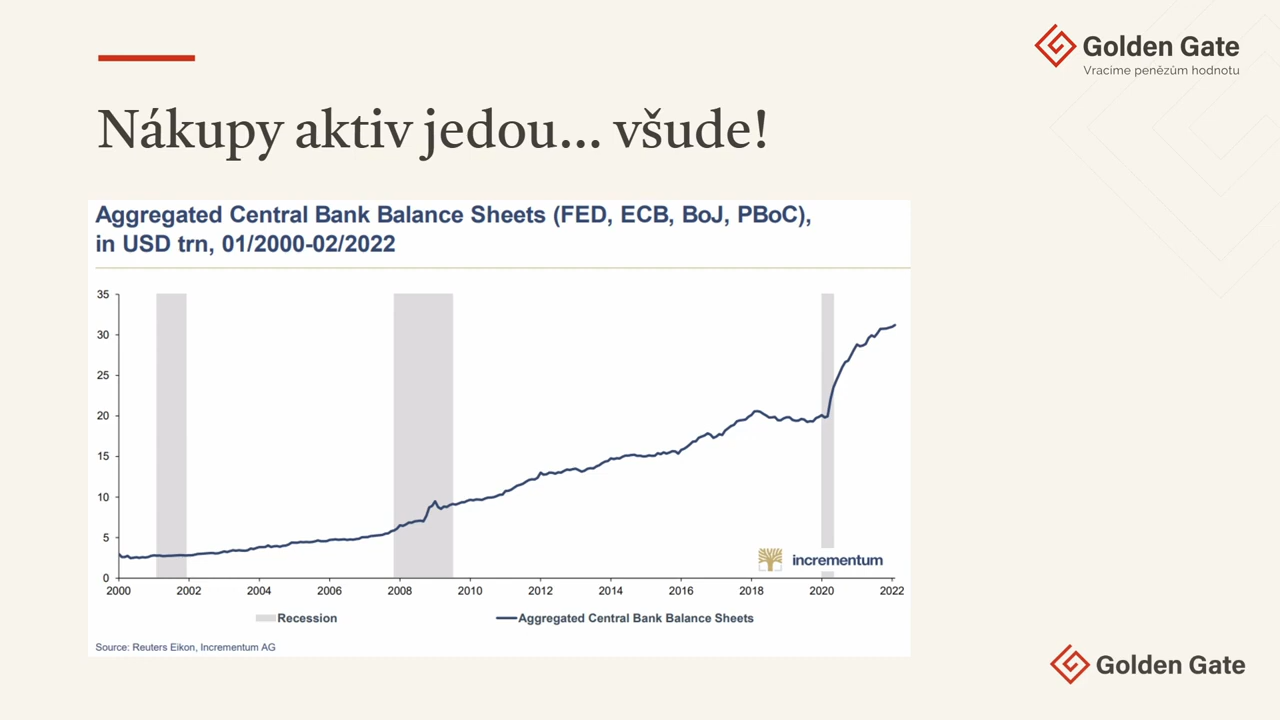 Golden Gate
Vracíme penězům hodnotu
Nákupy aktiv jedou... všude!
Aggregated Central Bank Balance Sheets (FED, ECB, BoJ, PBoC),
in USD trn, 01/2000-02/2022
35
30
25
20
15
10
5
0
2000 2002 2004 2006 2008 2010 2012 2014 2016 2018 2020 2022
incrementum
Recession Aggregated Central Bank Balance Sheets
Source: Reuters Eikon, Incrementum AG
Golden Gate